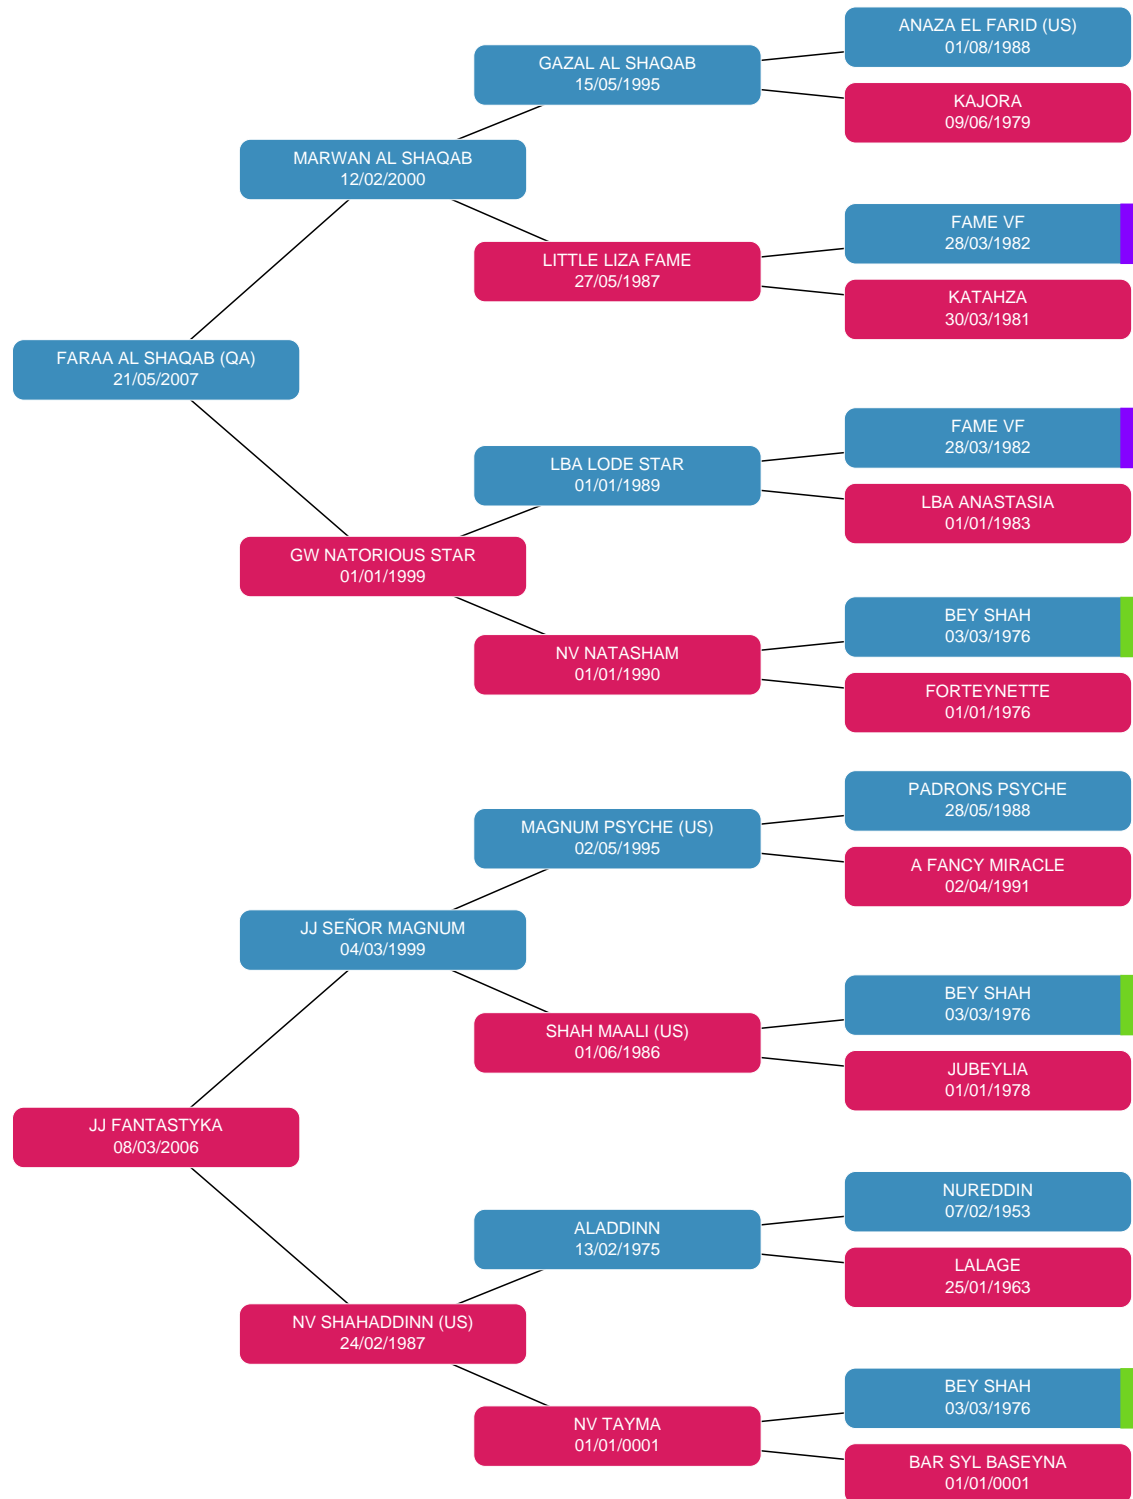 ANAZA EL FARID (US)
01/08/1988
GAZAL AL SHAQAB
15/05/1995
KAJORA
09/06/1979
MARWAN AL SHAQAB
12/02/2000
FAME VF
28/03/1982
LITTLE LIZA FAME
27/05/1987
KATAHZA
30/03/1981
FARAA AL SHAQAB (QA)
21/05/2007
FAME VF
28/03/1982
LBA LODE STAR
01/01/1989
LBA ANASTASIA
01/01/1983
GW NATORIOUS STAR
01/01/1999
BEY SHAH
03/03/1976
NV NATASHAM
01/01/1990
FORTEYNETTE
01/01/1976
PADRONS PSYCHE
28/05/1988
MAGNUM PSYCHE (US)
02/05/1995
A FANCY MIRACLE
02/04/1991
JJ SEÑOR MAGNUM
04/03/1999
BEY SHAH
03/03/1976
SHAH MAALI (US)
01/06/1986
JUBEYLIA
01/01/1978
JJ FANTASTYKA
08/03/2006
NUREDDIN
07/02/1953
ALADDINN
13/02/1975
LALAGE
25/01/1963
NV SHAHADDINN (US)
24/02/1987
BEY SHAH
03/03/1976
NV TAYMA
01/01/0001
BAR SYL BASEYNA
01/01/0001